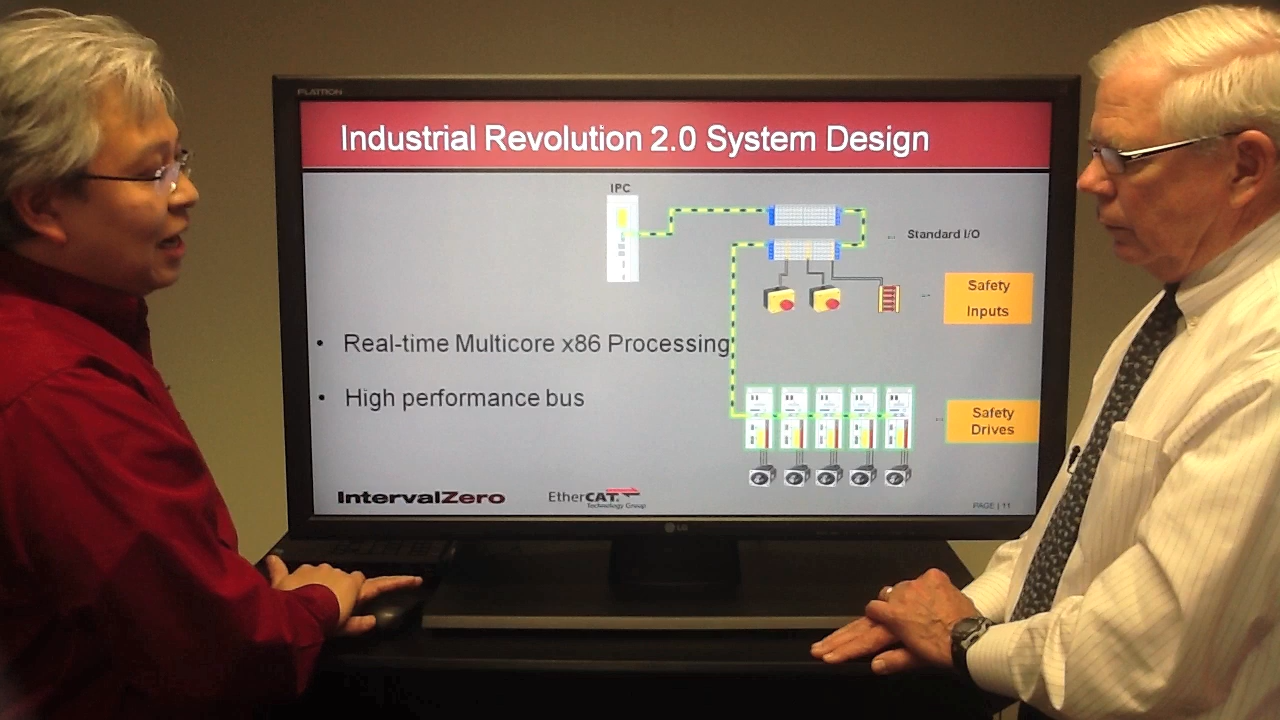 FLATRON
Industrial Revolution 2.0 System Design
IPC
Standard I/O
Safety
Inputs
• Real-time Multicore x86 Processing
• High performance bus
Safety
Drives
IntervalZero
EtherCAT
Technology Group
PAGE | 11
LG